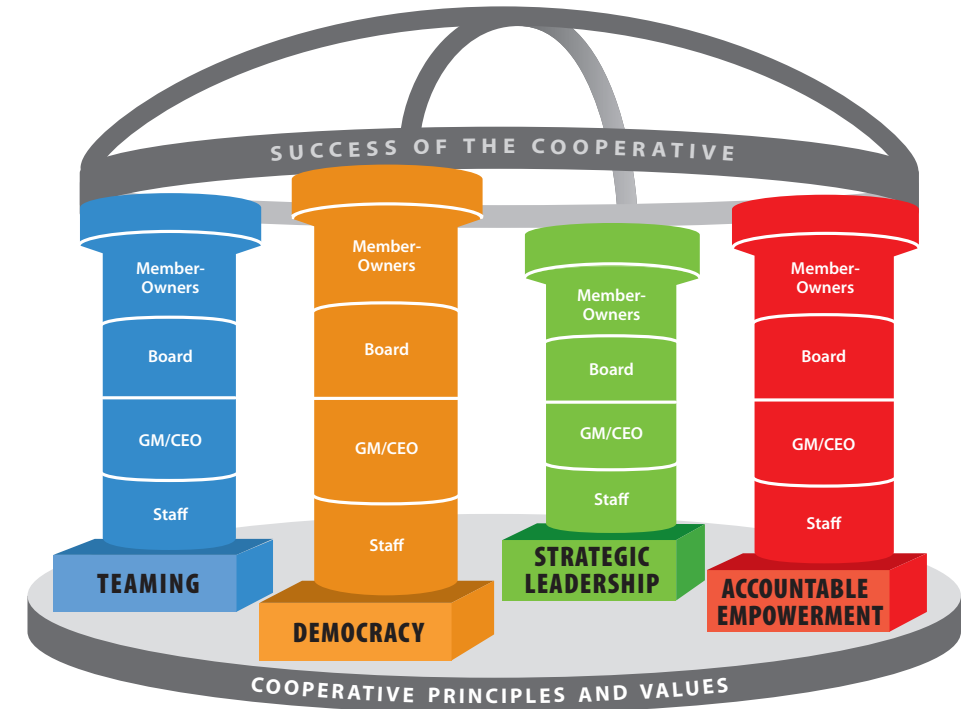 SUCCESS OF THE COOPERATIVE
Member-
Owners
Board
GM/CEO
Staff
TEAMING
Member-
Owners
Board
GM/CEO
Staff
DEMOCRACY
Member-
Owners
Board
GM/CEO
Staff
STRATEGIC
LEADERSHIP
Member-
Owners
Board
GM/CEO
Staff
ACCOUNTABLE
EMPOWERMENT
COOPERATIVE PRINCIPLES AND VALUES